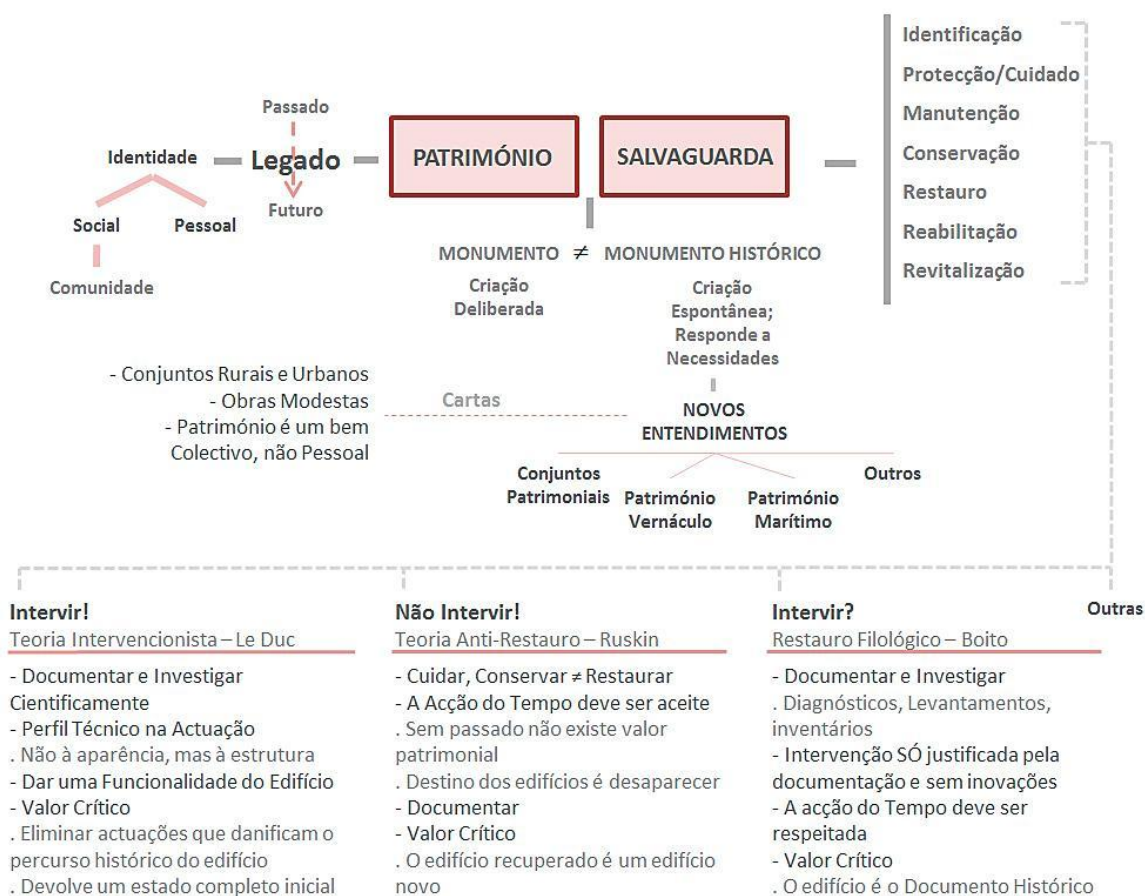 Passado
Identidade
Legado
Futuro
Social
Pessoal
Comunidade
PATRIMÓNIO
SALVAGUARDA
Identificação
Protecção/Cuidado
Manutenção
Conservação
Restauro
Reabilitação
Revitalização
MONUMENTO ≠ MONUMENTO HISTÓRICO
Criação
Deliberada
Criação
Espontânea;
Responde a
Necessidades
- Conjuntos Rurais e Urbanos
- Obras Modestas
- Património é um bem
Colectivo, não Pessoal
Cartas
NOVOS
ENTENDIMENTOS
Conjuntos
Patrimoniais
Património
Vernáculo
Património
Marítimo
Outros
Intervir!
Teoria Intervencionista – Le Duc
- Documentar e Investigar
Cientificamente
- Perfil Técnico na Actuação
. Não à aparência, mas à estrutura
- Dar uma Funcionalidade do Edifício
- Valor Crítico
. Eliminar actuações que danificam o
percurso histórico do edifício
. Devolve um estado completo inicial
Não Intervir!
Teoria Anti-Restauro – Ruskin
- Cuidar, Conservar ≠ Restaurar
- A Acção do Tempo deve ser aceite
. Sem passado não existe valor
patrimonial
. Destino dos edifícios é desaparecer
- Documentar
- Valor Crítico
. O edifício recuperado é um edifício
novo
Intervir?
Restauro Filológico – Boito
- Documentar e Investigar
. Diagnósticos, Levantamentos,
inventários
- Intervenção SÓ justificada pela
documentação e sem inovações
- A acção do Tempo deve ser
respeitada
- Valor Crítico
. O edifício é o Documento Histórico
Outras